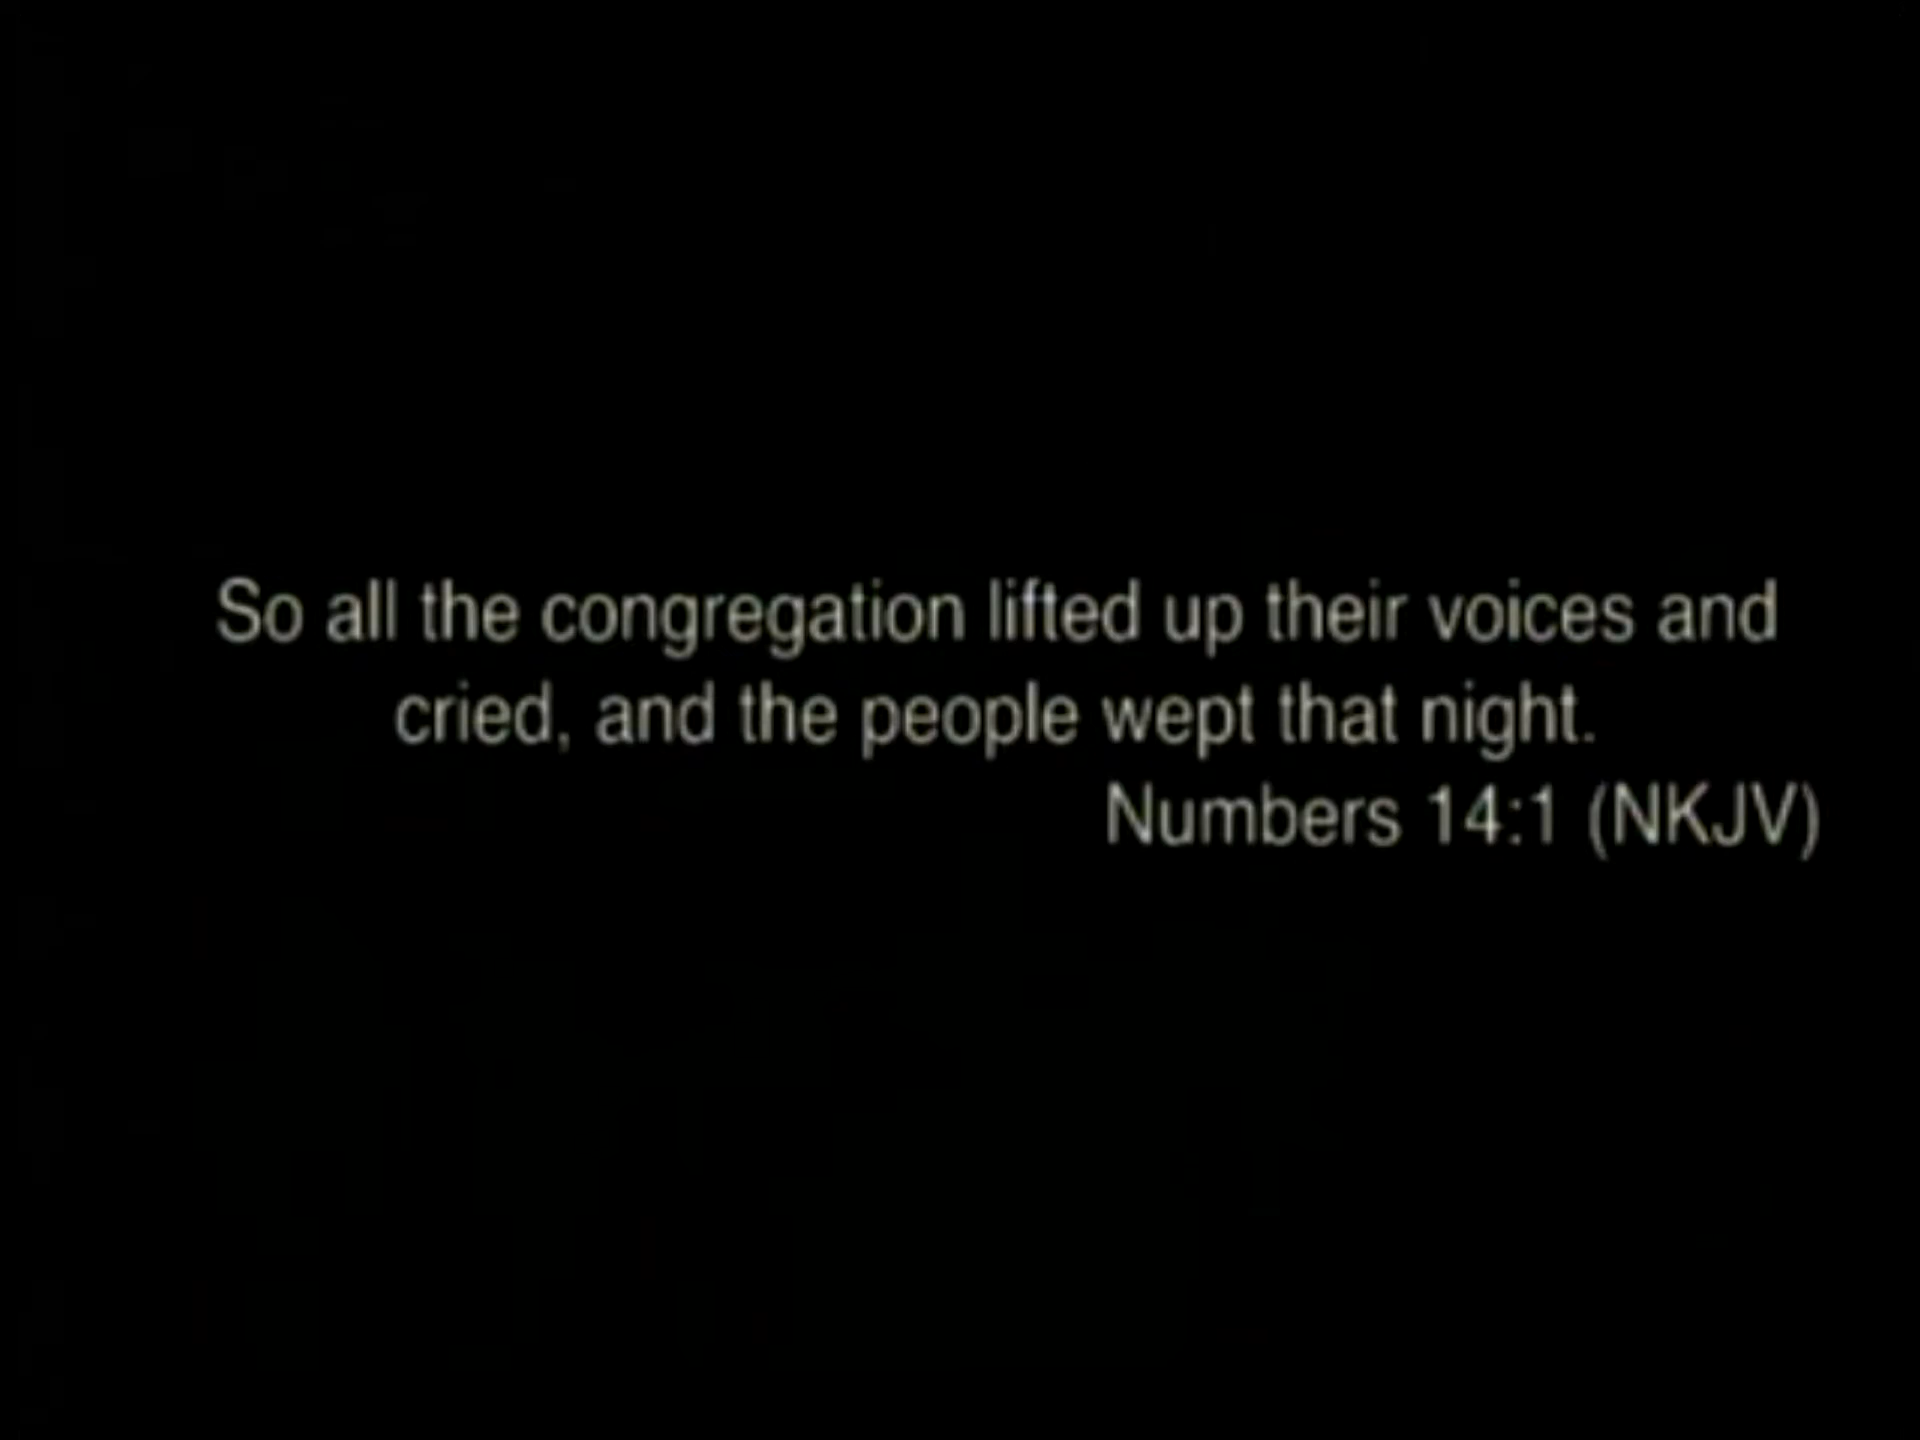 So all the congregation lifted up their voices and
cried, and the people wept that night.
Numbers 14:1 (NKJV)